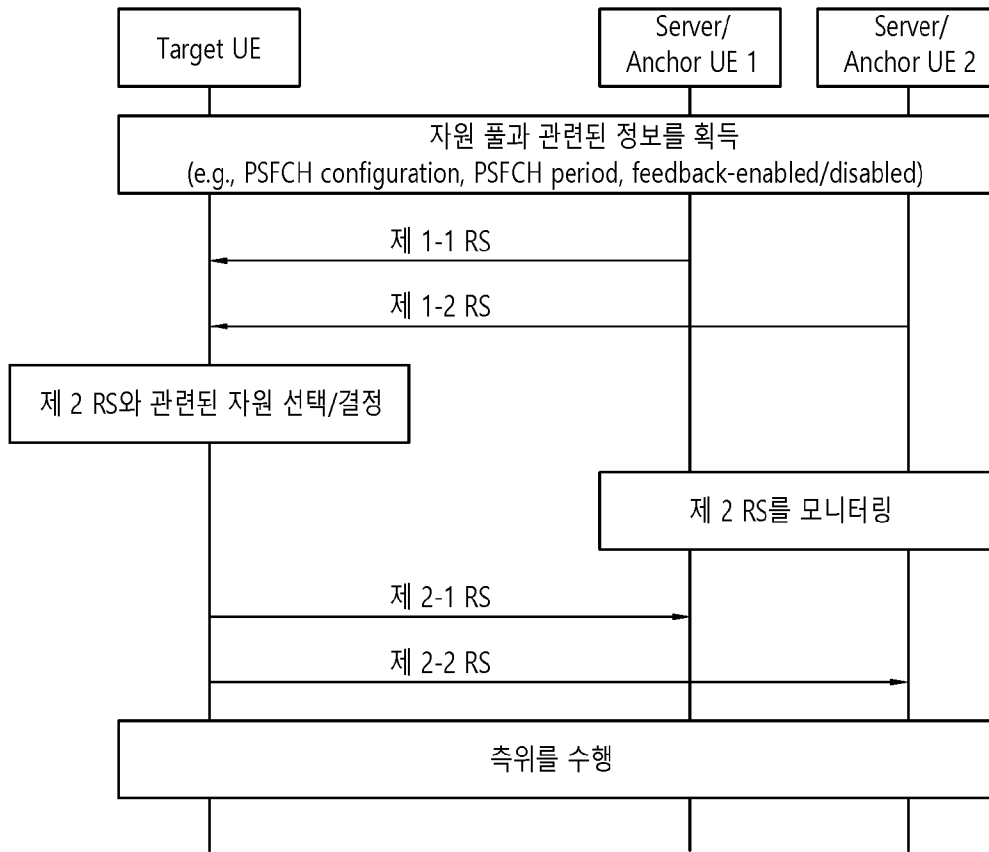 Target UE
Server/
Anchor UE 1
Server/
Anchor UE 2
자원 풀과 관련된 정보를 획득
(e.g., PSFCH configuration, PSFCH period, feedback-enabled/disabled)
제 1-1 RS
제 1-2 RS
제 2 RS와 관련된 자원 선택/결정
제 2 RS를 모니터링
제 2-1 RS
제 2-2 RS
측위를 수행